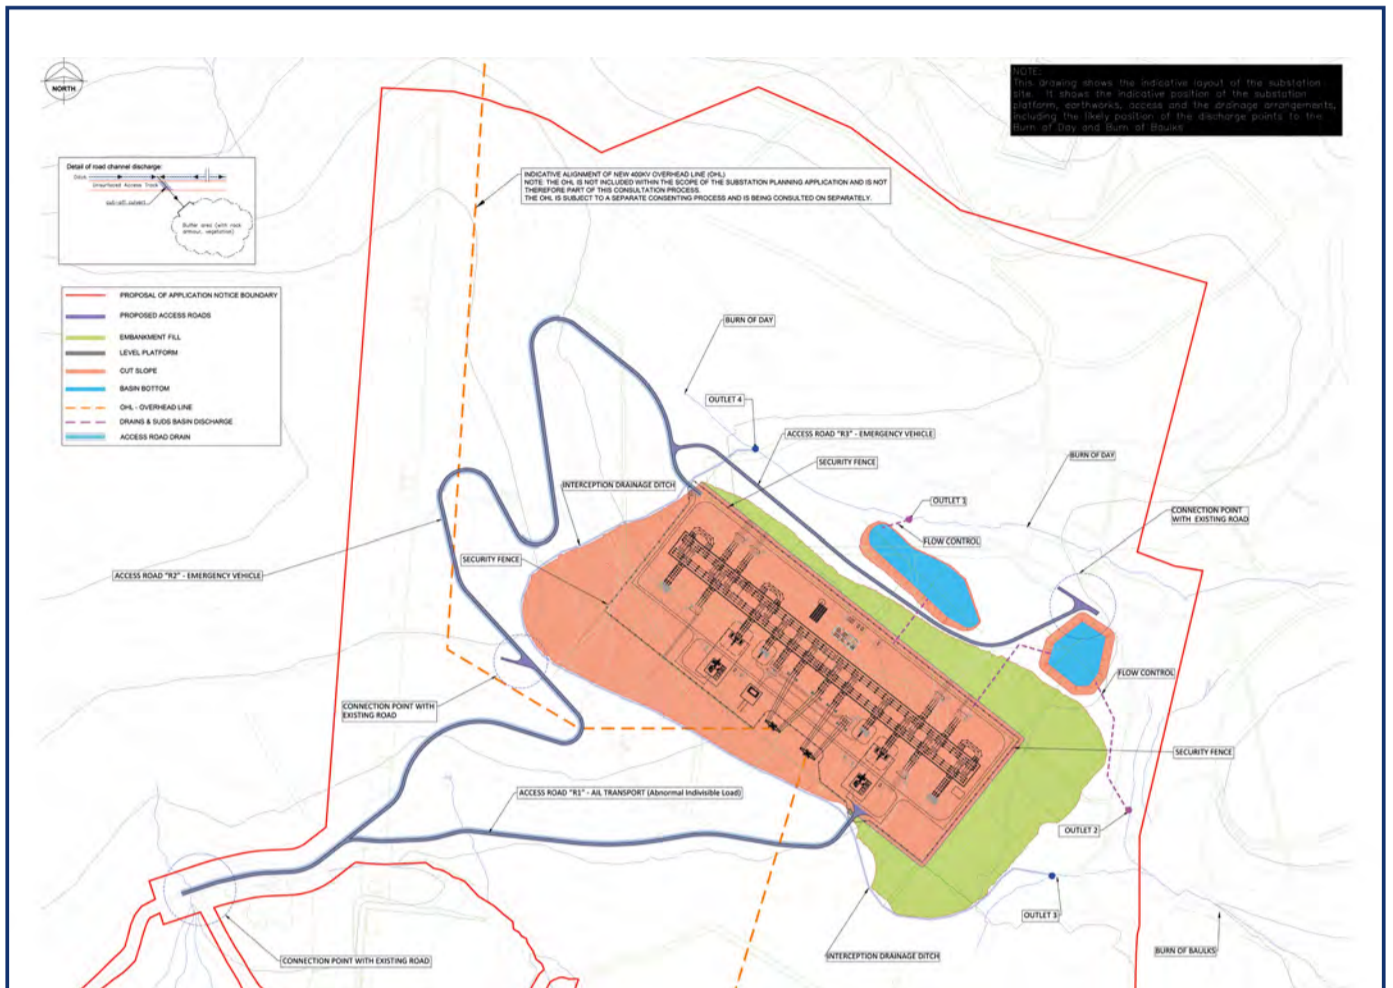 NORTH
NOTE:
This drawing shows the indicative layout of the substation
site. It shows the indicative position of the substation
platform, earthworks, access and the drainage arrangements,
including the likely position of the discharge points to the
Burn of Day and Burn of Baulks
Detail of road channel discharge:
Ditch
Unsurfaced Access Track
cut-off culvert
Buffer area (with rock
armour, vegetation)
INDICATIVE ALIGNMENT OF NEW 400KV OVERHEAD LINE (OHL)
NOTE: THE OHL IS NOT INCLUDED WITHIN THE SCOPE OF THE SUBSTATION PLANNING APPLICATION AND IS NOT
THEREFORE PART OF THIS CONSULTATION PROCESS.
THE OHL IS SUBJECT TO A SEPARATE CONSENTING PROCESS AND IS BEING CONSULTED ON SEPARATELY.
PROPOSAL OF APPLICATION NOTICE BOUNDARY
PROPOSED ACCESS ROADS
EMBANKMENT FILL
LEVEL PLATFORM
CUT SLOPE
BASIN BOTTOM
OHL - OVERHEAD LINE
DRAINS & SUDS BASIN DISCHARGE
ACCESS ROAD DRAIN
BURN OF DAY
OUTLET 4
ACCESS ROAD "R3" - EMERGENCY VEHICLE
SECURITY FENCE
BURN OF DAY
INTERCEPTION DRAINAGE DITCH
OUTLET 1
CONNECTION POINT
WITH EXISTING ROAD
FLOW CONTROL
SECURITY FENCE
ACCESS ROAD "R2" - EMERGENCY VEHICLE
FLOW CONTROL
CONNECTION POINT WITH
EXISTING ROAD
SECURITY FENCE
ACCESS ROAD "R1" - AIL TRANSPORT (Abnormal Indivisible Load)
OUTLET 2
OUTLET 3
BURN OF BAULKS
INTERCEPTION DRAINAGE DITCH
CONNECTION POINT WITH EXISTING ROAD